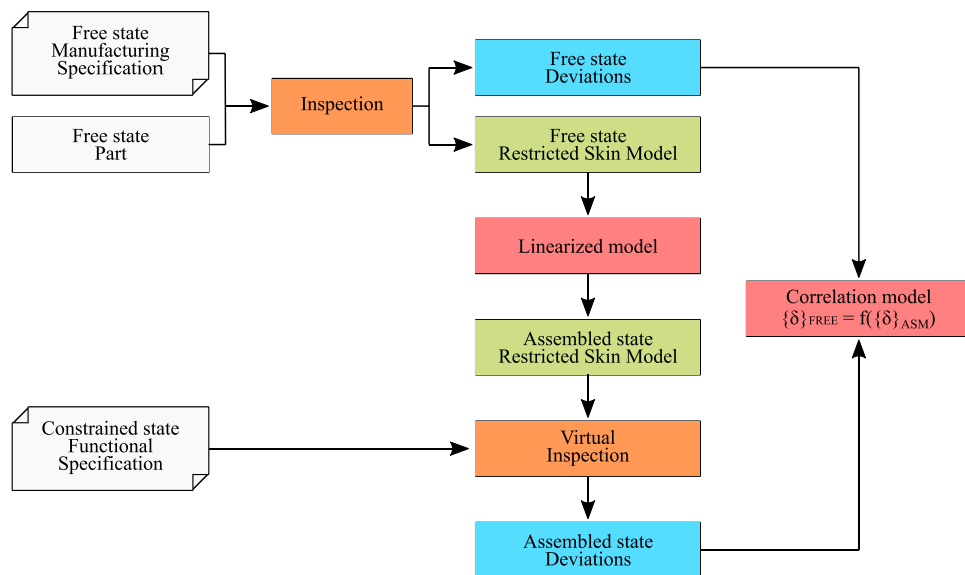 Free state
Manufacturing
Specification
Free state
Part
Inspection
Free state
Deviations
Free state
Restricted Skin Model
Linearized model
Correlation model
{δ}FREE = f({δ}ASM)
Assembled state
Restricted Skin Model
Constrained state
Functional
Specification
Virtual
Inspection
Assembled state
Deviations